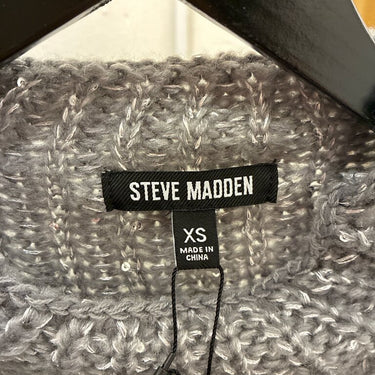 STEVE MADDEN
XS
MADE IN
CHINA